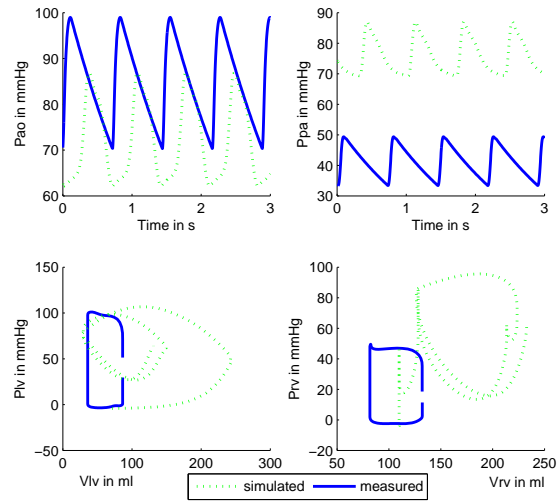 100
90
80
70
60
Pao in mmHg
0 1 2 3
Time in s
90
80
70
60
50
40
30
Ppa in mmHg
0 1 2 3
Time in s
150
100
50
0
−50
Plv in mmHg
0 100 200 300
Vlv in ml
100
80
60
40
20
0
−20
Prv in mmHg
50 100 150 200 250
Vrv in ml
simulated measured